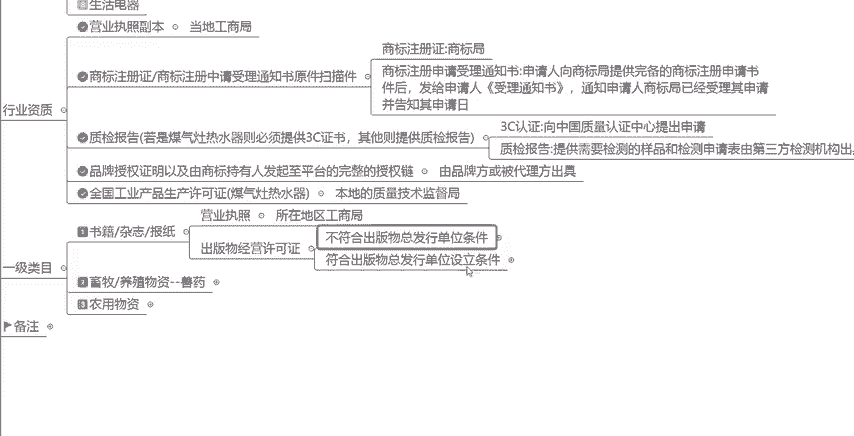 生活电器
营业执照副本
当地工商局
商标注册证/商标注册中请受理通知书原件扫描件
商标注册证:商标局
商标注册申请受理通知书:申请人向商标局提供完备的商标注册申请书
件后，发给申请人《受理通知书》，通知申请人商标局已经受理其申请
并告知其申请日
行业资质
质检报告(若是煤气灶热水器则必须提供3C证书，其他则提供质检报告)
3C认证:向中国质量认证中心提出申请
质检报告:提供需要检测的样品和检测申请表由第三方检测机构出
品牌授权证明以及由商标持有人发起至平台的完整的授权链
由品牌方或被代理方出具
全国工业产品生产许可证(煤气灶热水器)
本地的质量技术监督局
一级类目
1 书籍/杂志/报纸
营业执照
所在地区工商局
出版物经营许可证
不符合出版物总发行单位条件
符合出版物总发行单位设立条件
2 畜牧/养殖物资--兽药
3 农用物资
备注